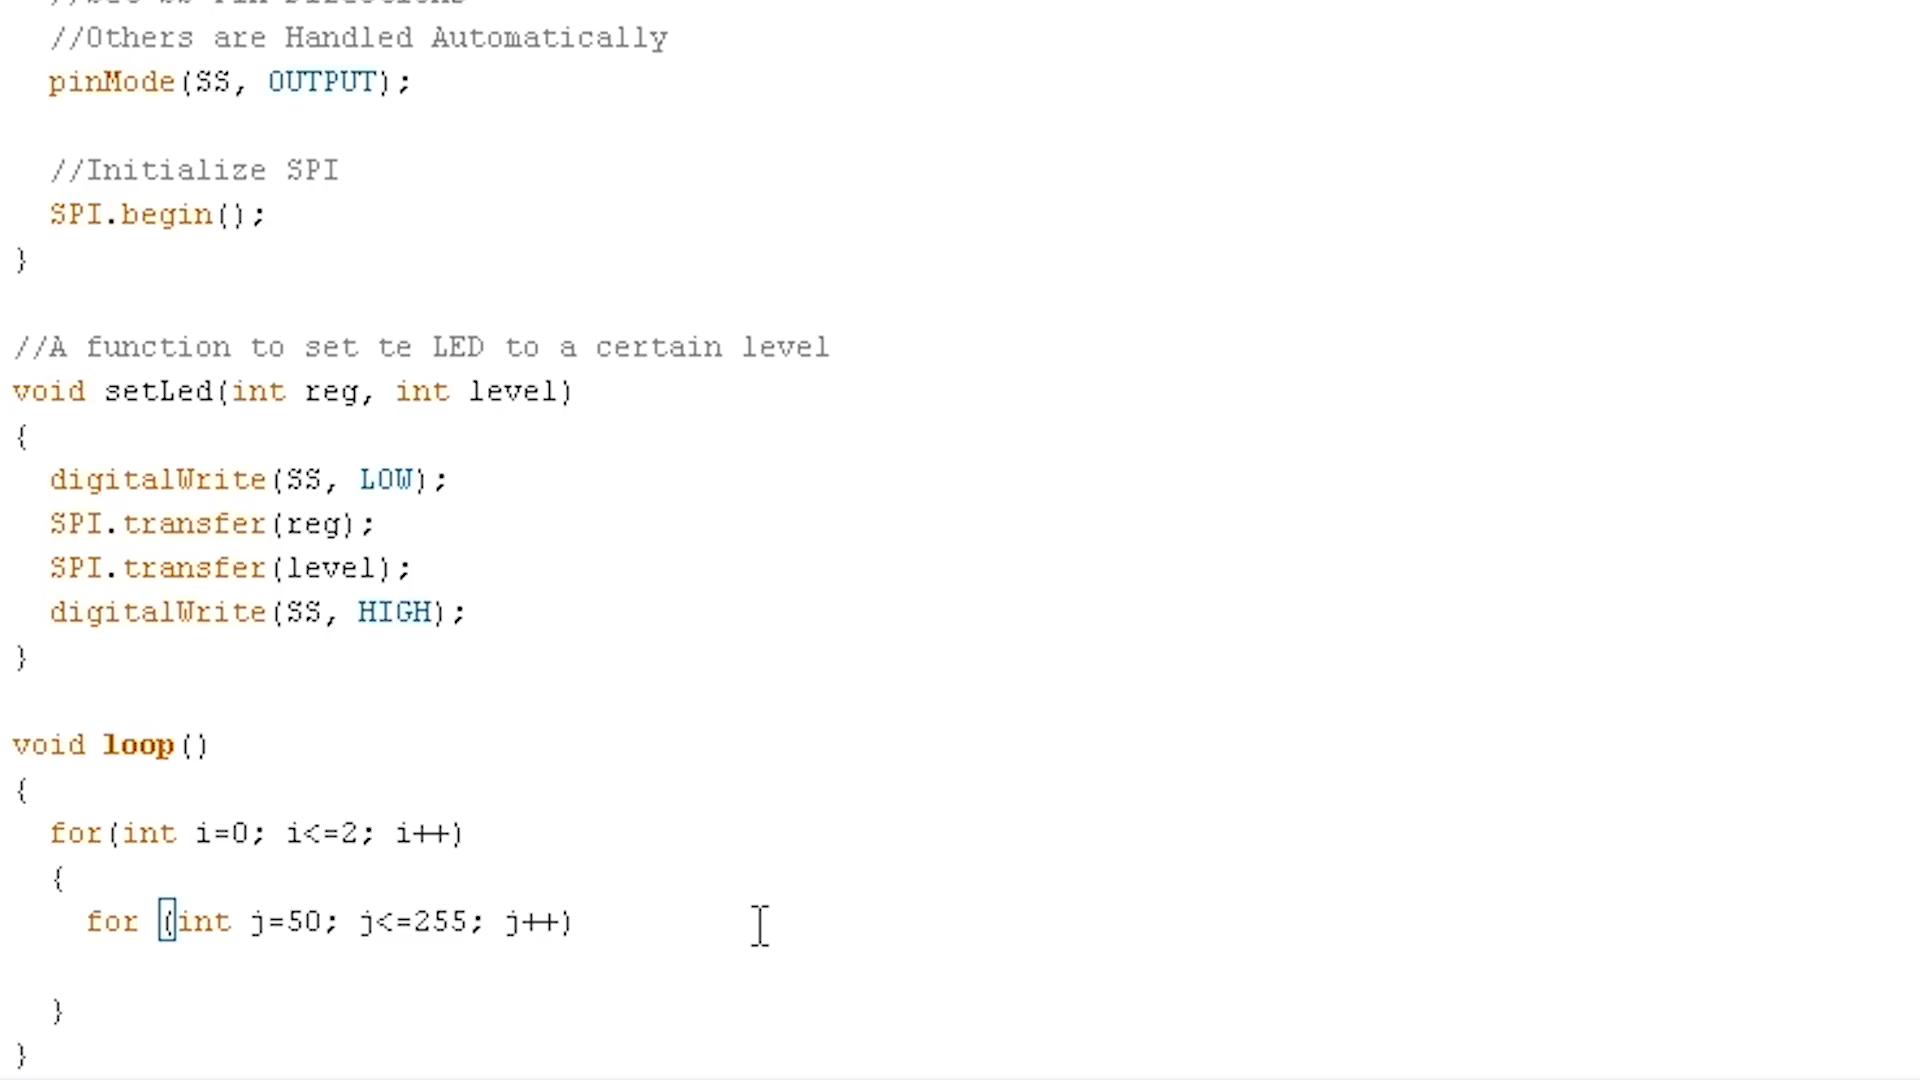 //Others are Handled Automatically
pinMode(SS, OUTPUT);
//Initialize SPI
SPI.begin();
}
//A function to set te LED to a certain level
void setLed(int reg, int level)
{
digitalWrite(SS, LOW);
SPI.transfer(reg);
SPI.transfer(level);
digitalWrite(SS, HIGH);
}
void loop()
{
for(int i=0; i<=2; i++)
{
for (int j=50; j<=255; j++)
}
}